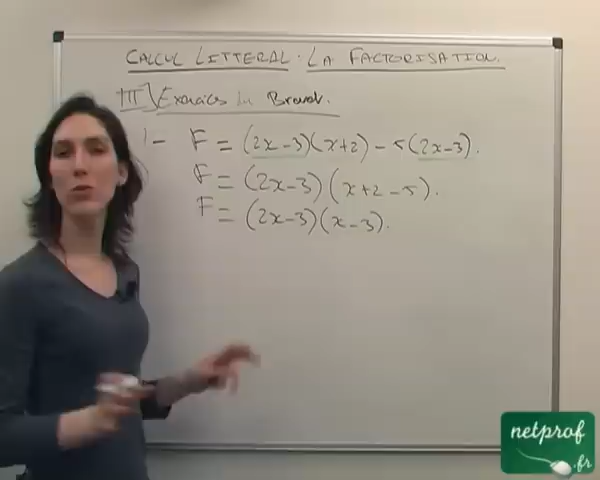 CALCUL LITTERAL : LA FACTORISATION.
III) Exercices du Brevet.
1- F = (2x-3)(x+2) - 5(2x-3).
F = (2x-3)(x+2-5).
F = (2x-3)(x-3).
netprof
.fr